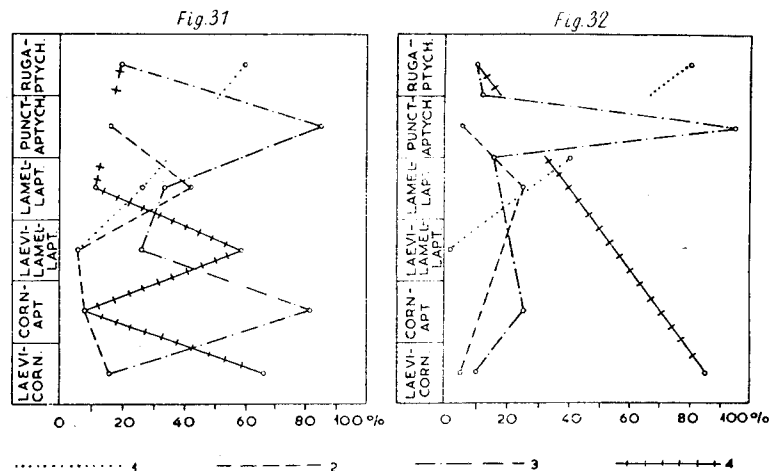 Fig.31
Fig.32
RUGA-
PTYCH.
PUNCT-
APTYCH.
LAMEL-
LAPT.
LAEVI-
LAMEL-
LAPT.
CORN-
APT
LAEVI-
CORN.
0 20 40 60 80 100%
RUGA-
PTYCH.
PUNCT-
APTYCH.
LAMEL-
LAPT.
LAEVI-
LAMEL-
LAPT
CORN-
APT
LAEVI-
CORN
0 20 40 60 80 100%
1 2 3 4